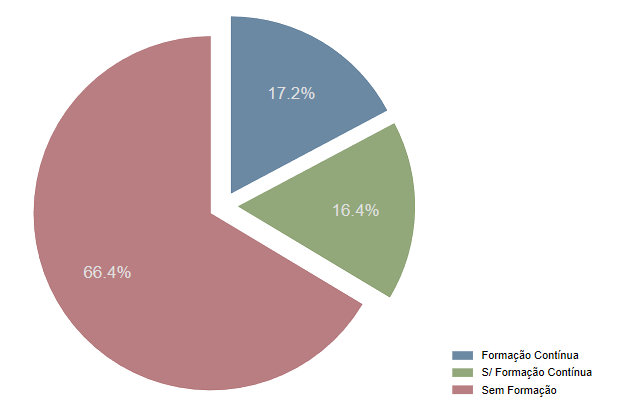 17.2%
16.4%
66.4%
Formação Contínua
S/ Formação Contínua
Sem Formação